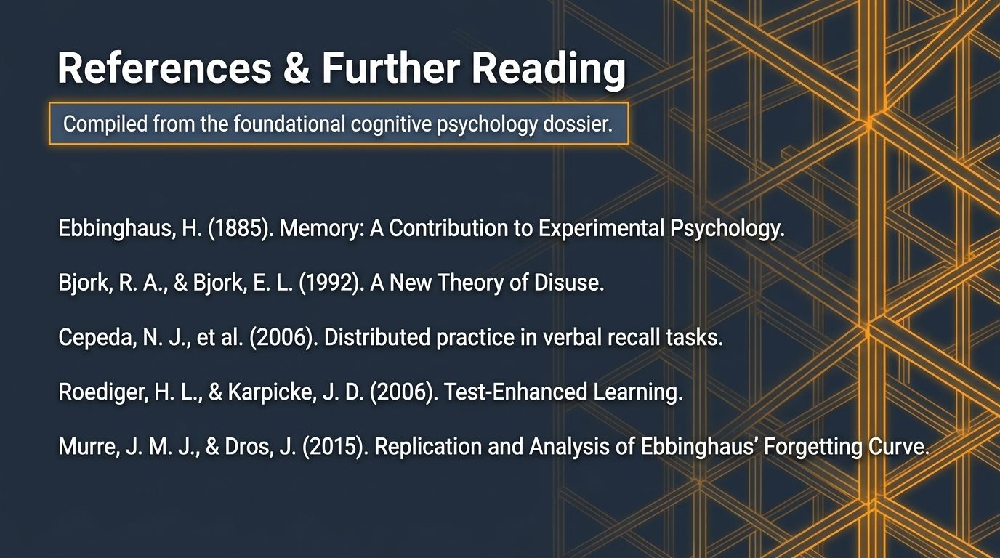 References & Further Reading
Compiled from the foundational cognitive psychology dossier.
Ebbinghaus, H. (1885). Memory: A Contribution to Experimental Psychology.
Bjork, R. A., & Bjork, E. L. (1992). A New Theory of Disuse.
Cepeda, N. J., et al. (2006). Distributed practice in verbal recall tasks.
Roediger, H. L., & Karpicke, J. D. (2006). Test-Enhanced Learning.
Murre, J. M. J., & Dros, J. (2015). Replication and Analysis of Ebbinghaus’ Forgetting Curve.